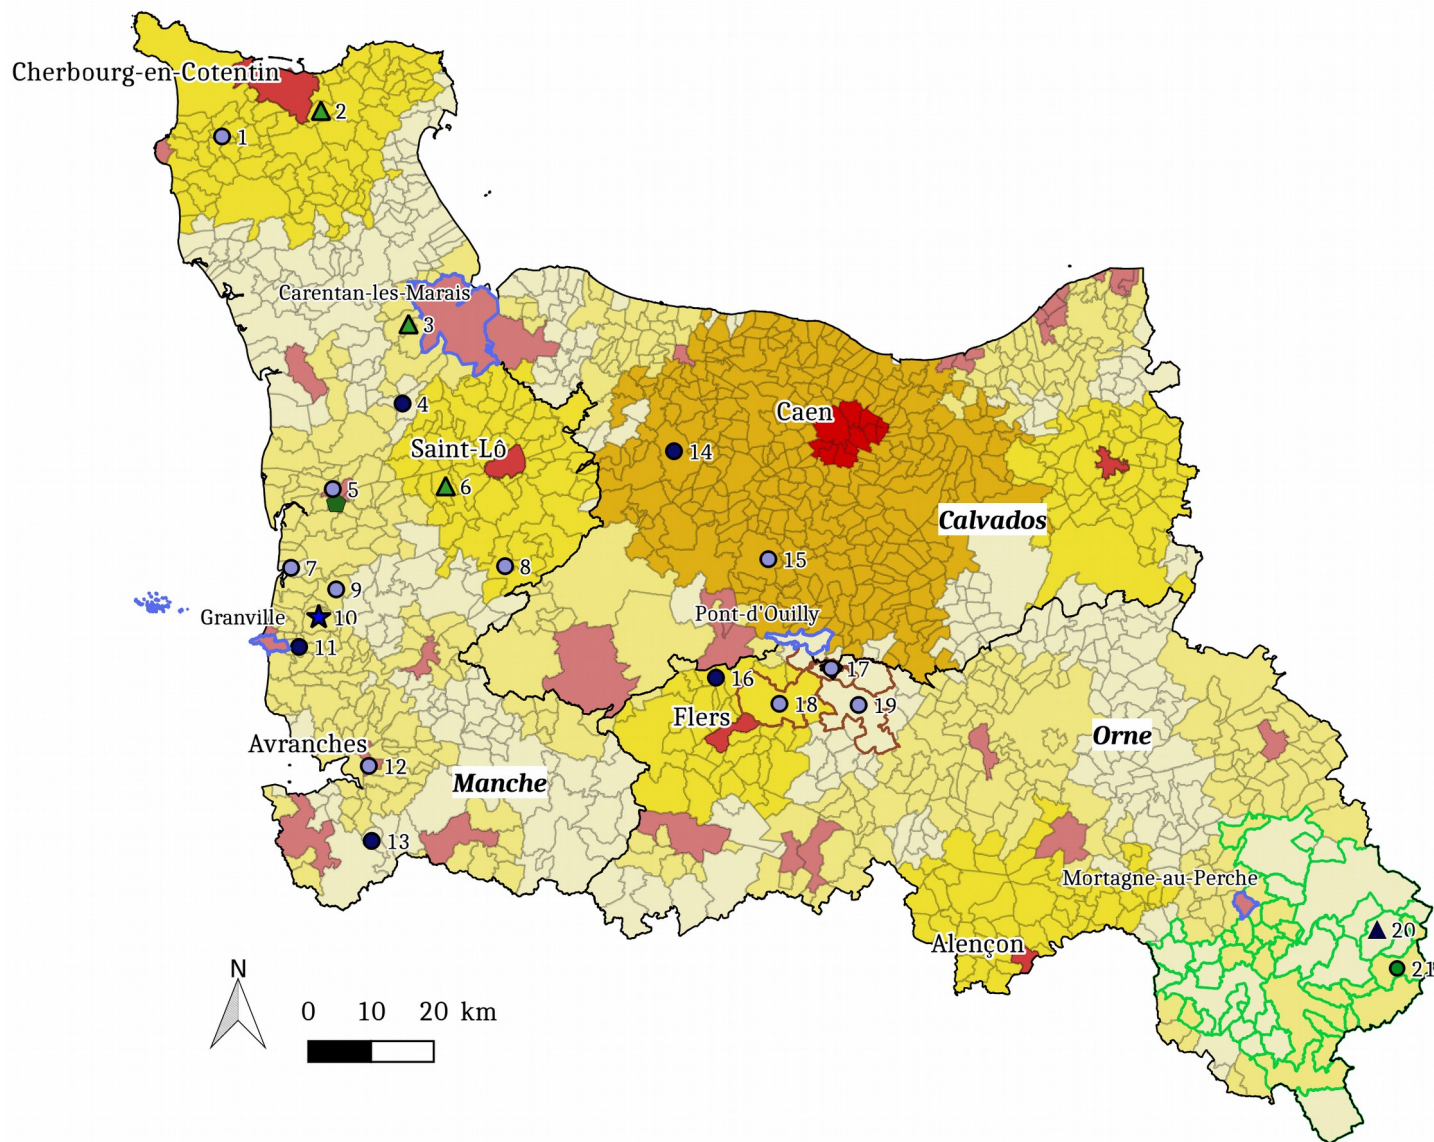 Cherbourg-en-Cotentin
2
1
Carentan-les-Marais
3
4
Caen
Saint-Lô
14
5
6
Calvados
7
8
15
9
Granville
10
Pont-d'Ouilly
11
16
17
18
19
Flers
Avranches
12
Orne
Manche
13
Mortagne-au-Perche
20
Alençon
21
N
0 10 20 km